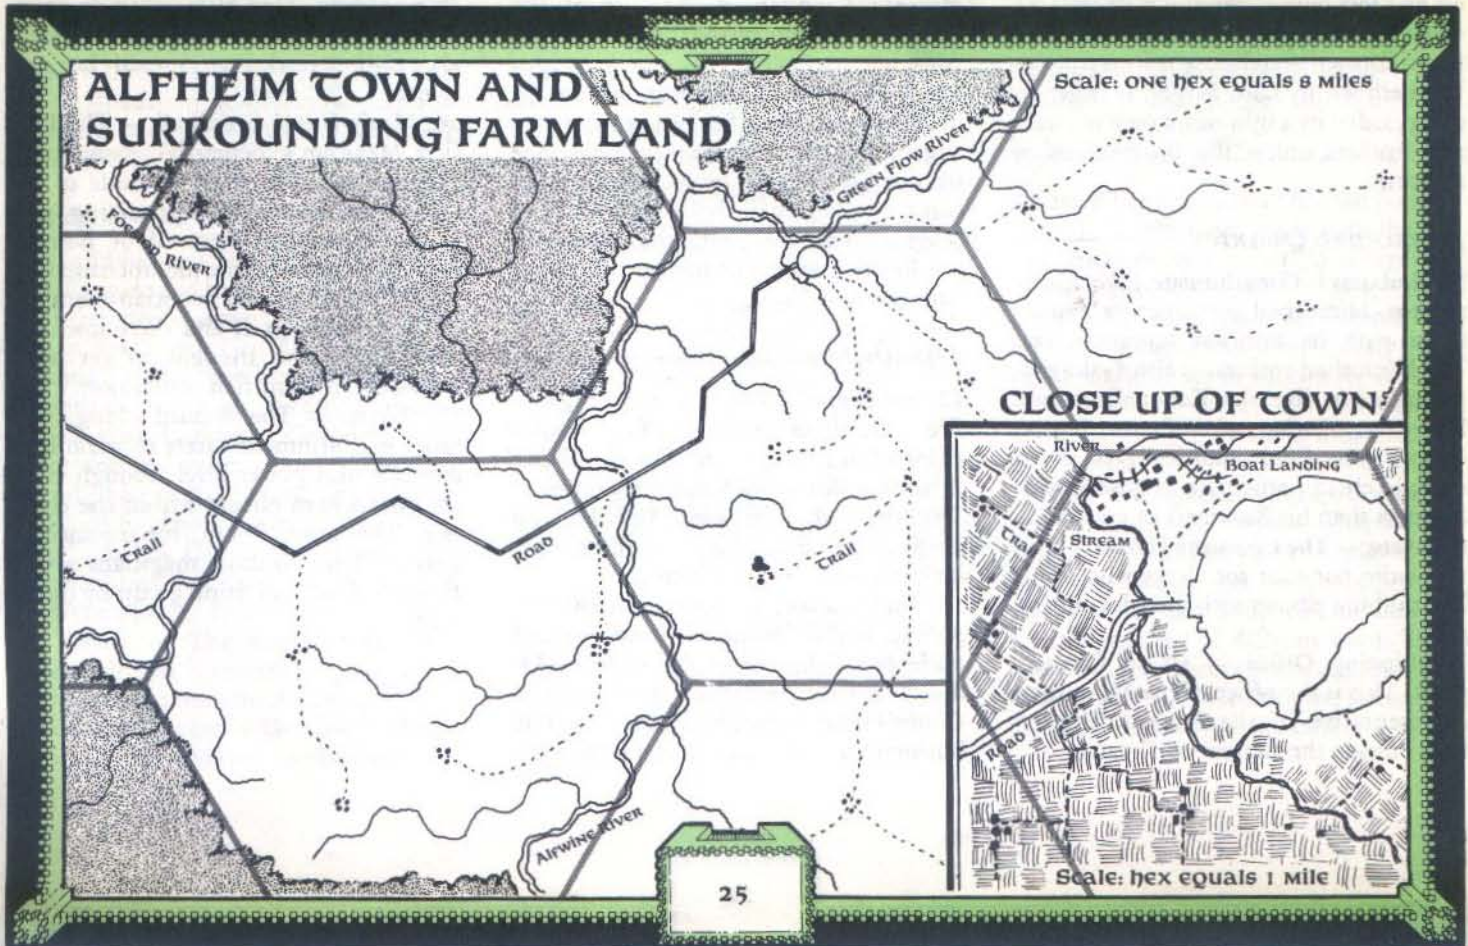 ALFHEIM TOWN AND
SURROUNDING FARM LAND
Scale: one hex equals 8 miles
Green Flow River
River
Trail
Road
Trail
Alfwine River
CLOSE UP OF TOWN
River
Boat Landing
Stream
Road
Scale: hex equals 1 mile
25